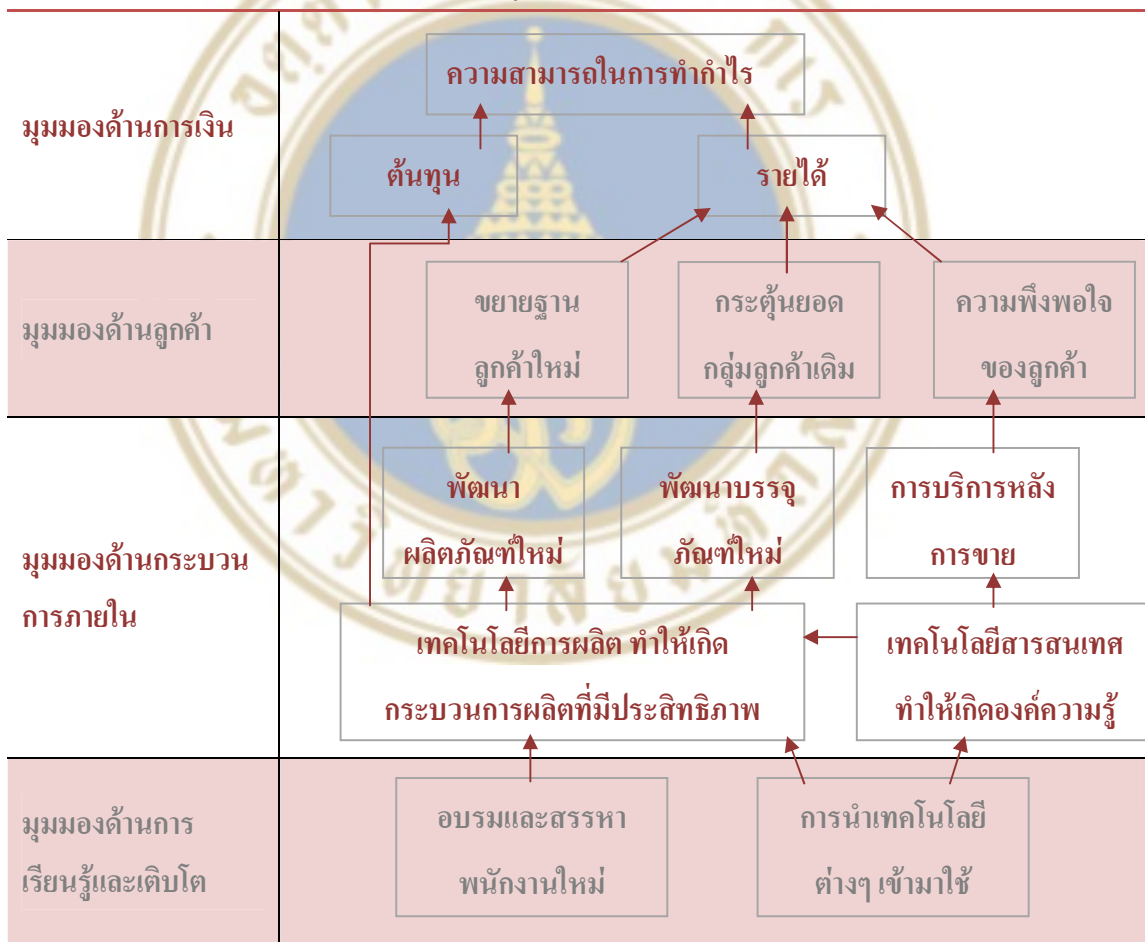 ความสามารถในการทำกำไร
มุมมองด้านการเงิน
ต้นทุน
รายได้
มุมมองด้านลูกค้า
ขยายฐาน
ลูกค้าใหม่
กระตุ้นยอด
กลุ่มลูกค้าเดิม
ความพึงพอใจ
ของลูกค้า
มุมมองด้านกระบวน
การภายใน
พัฒนา
ผลิตภัณฑ์ใหม่
พัฒนาบรรจุ
ภัณฑ์ใหม่
การบริการหลัง
การขาย
เทคโนโลยีการผลิต ทำให้เกิด
กระบวนการผลิตที่มีประสิทธิภาพ
เทคโนโลยีสารสนเทศ
ทำให้เกิดองค์ความรู้
มุมมองด้านการ
เรียนรู้และเติบโต
อบรมและสรรหา
พนักงานใหม่
การนำเทคโนโลยี
ต่างๆ เข้ามาใช้